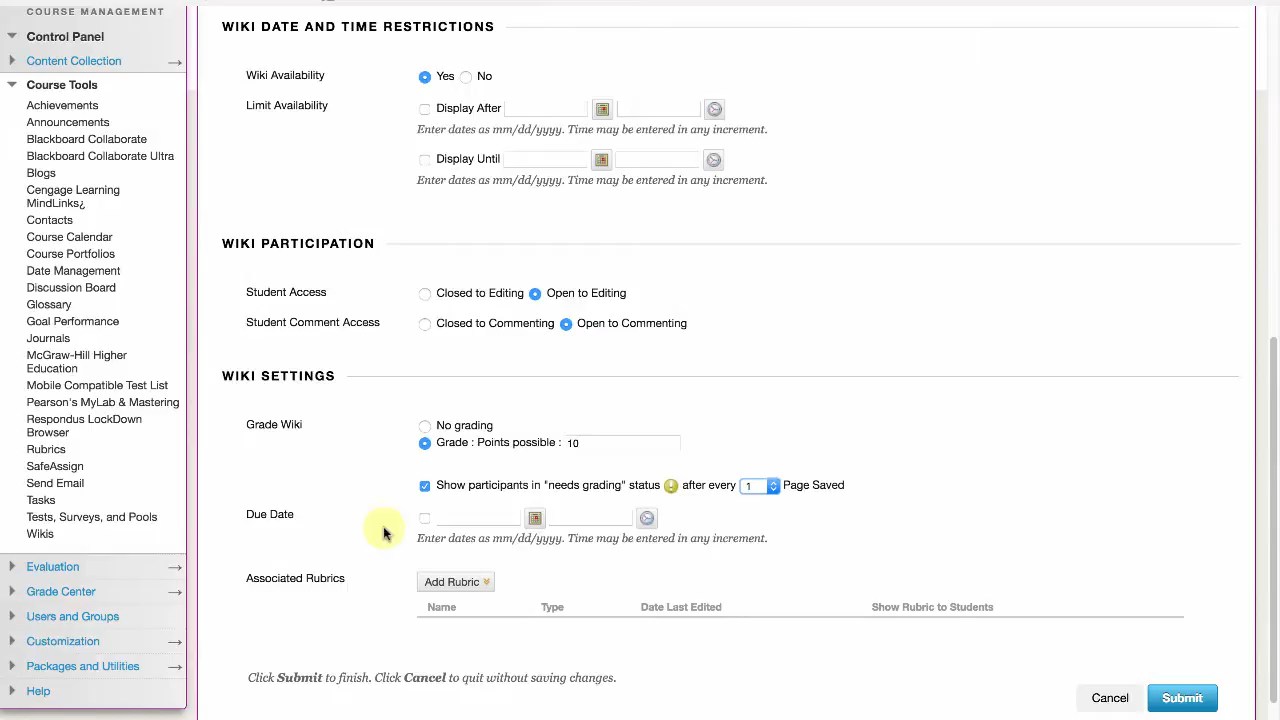 COURSE MANAGEMENT
Control Panel
Content Collection
Course Tools
Achievements
Announcements
Blackboard Collaborate
Blackboard Collaborate Ultra
Blogs
Cengage Learning
MindLinks¿
Contacts
Course Calendar
Course Portfolios
Date Management
Discussion Board
Glossary
Goal Performance
Journals
McGraw-Hill Higher
Education
Mobile Compatible Test List
Pearson's MyLab & Mastering
Respondus LockDown
Browser
Rubrics
SafeAssign
Send Email
Tasks
Tests, Surveys, and Pools
Wikis
Evaluation
Grade Center
Users and Groups
Customization
Packages and Utilities
Help
WIKI DATE AND TIME RESTRICTIONS
Wiki Availability Yes No
Limit Availability Display After
Enter dates as mm/dd/yyyy. Time may be entered in any increment.
Display Until
Enter dates as mm/dd/yyyy. Time may be entered in any increment.
WIKI PARTICIPATION
Student Access Closed to Editing Open to Editing
Student Comment Access Closed to Commenting Open to Commenting
WIKI SETTINGS
Grade Wiki No grading
Grade : Points possible : 10
Show participants in "needs grading" status after every 1 Page Saved
Due Date
Enter dates as mm/dd/yyyy. Time may be entered in any increment.
Associated Rubrics Add Rubric
Name Type Date Last Edited Show Rubric to Students
Click Submit to finish. Click Cancel to quit without saving changes.
Cancel Submit